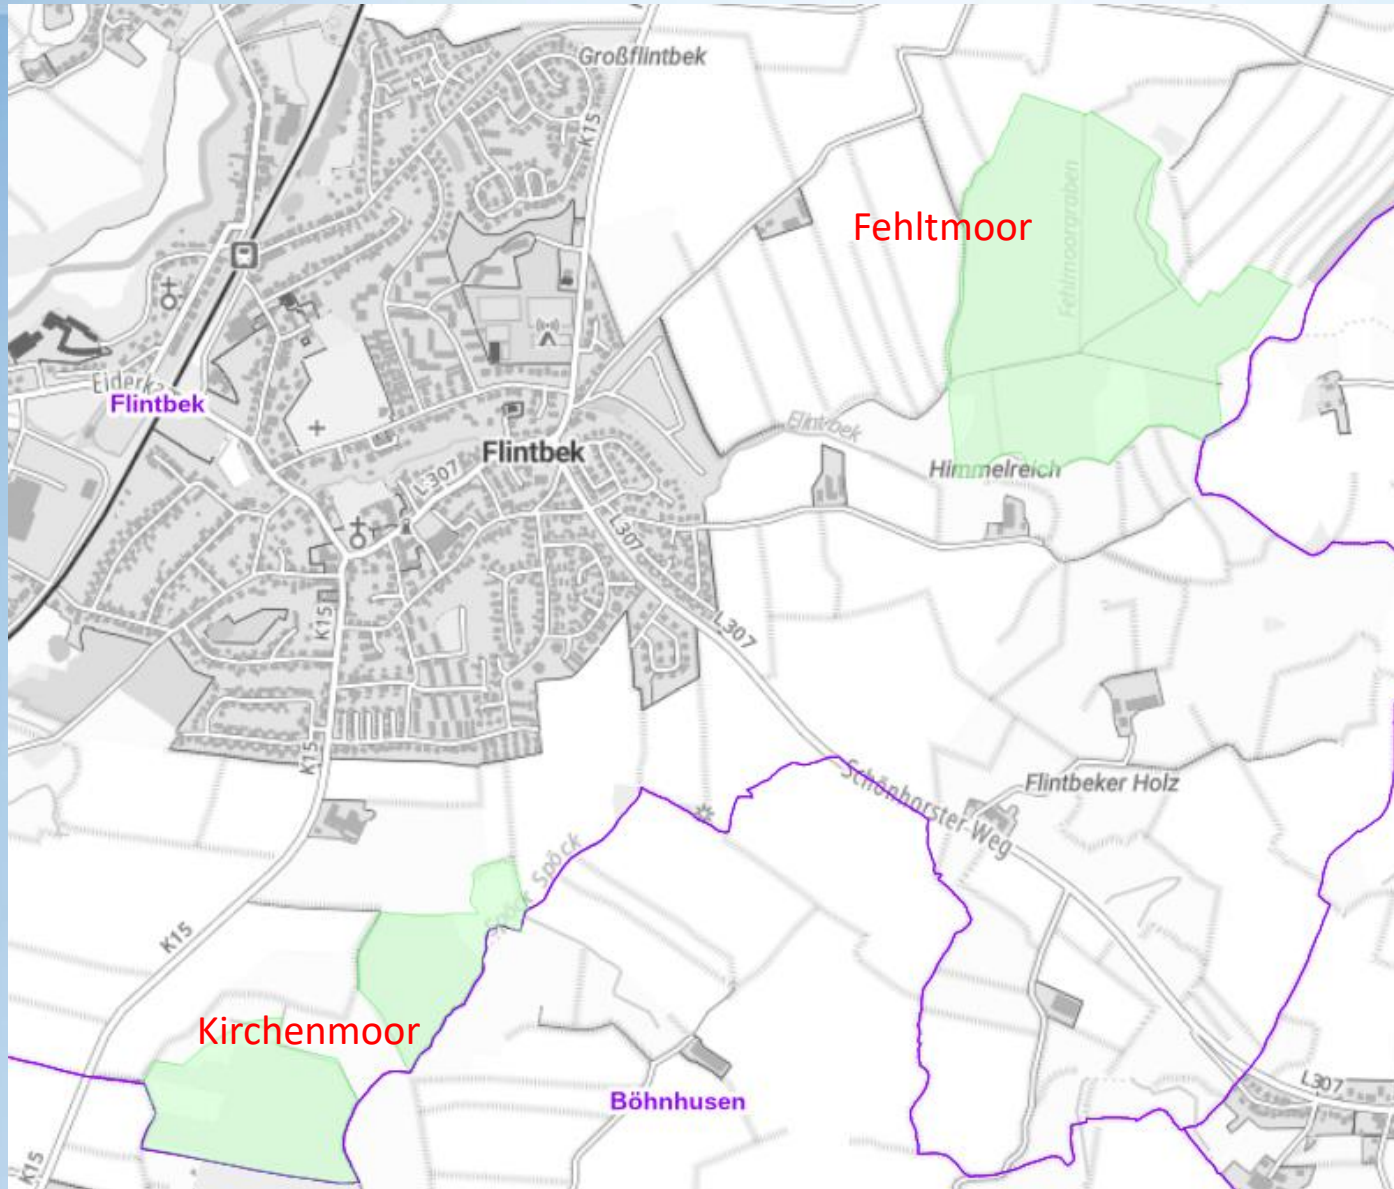 Großflintbek
K15
Fehltmoor
Fehltmoorgraben
Flintbek
Flintbek
Flintbek
L307
Himmelreich
L307
K15
L307
K15
Schönhorster Weg
Flintbeker Holz
Spöck
Spöck
K15
Kirchenmoor
L307
Böhnhusen
K15